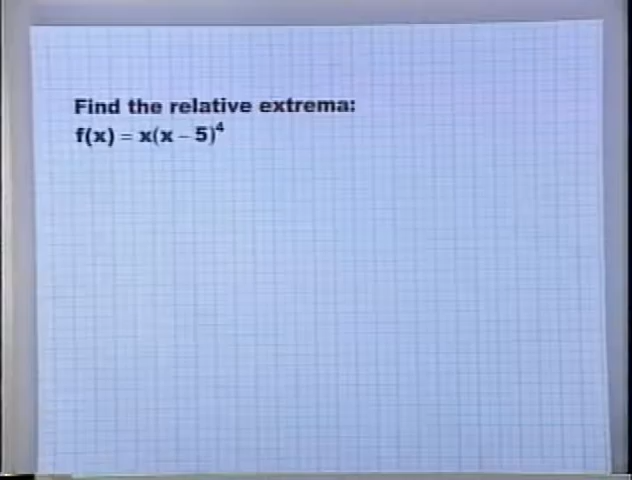 Find the relative extrema:
f(x) = x(x – 5)⁴